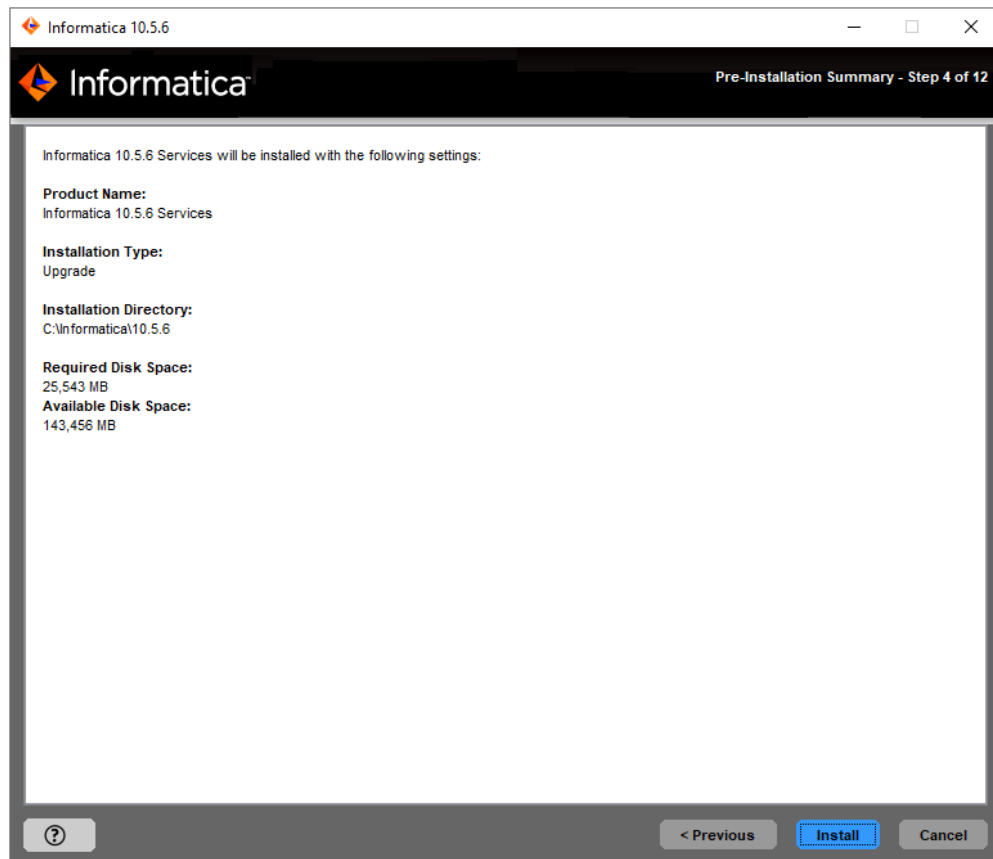 Informatica 10.5.6
Informatica™
Pre-Installation Summary - Step 4 of 12
Informatica 10.5.6 Services will be installed with the following settings:
Product Name:
Informatica 10.5.6 Services
Installation Type:
Upgrade
Installation Directory:
C:\Informatica\10.5.6
Required Disk Space:
25,543 MB
Available Disk Space:
143,456 MB
?
< Previous
Install
Cancel